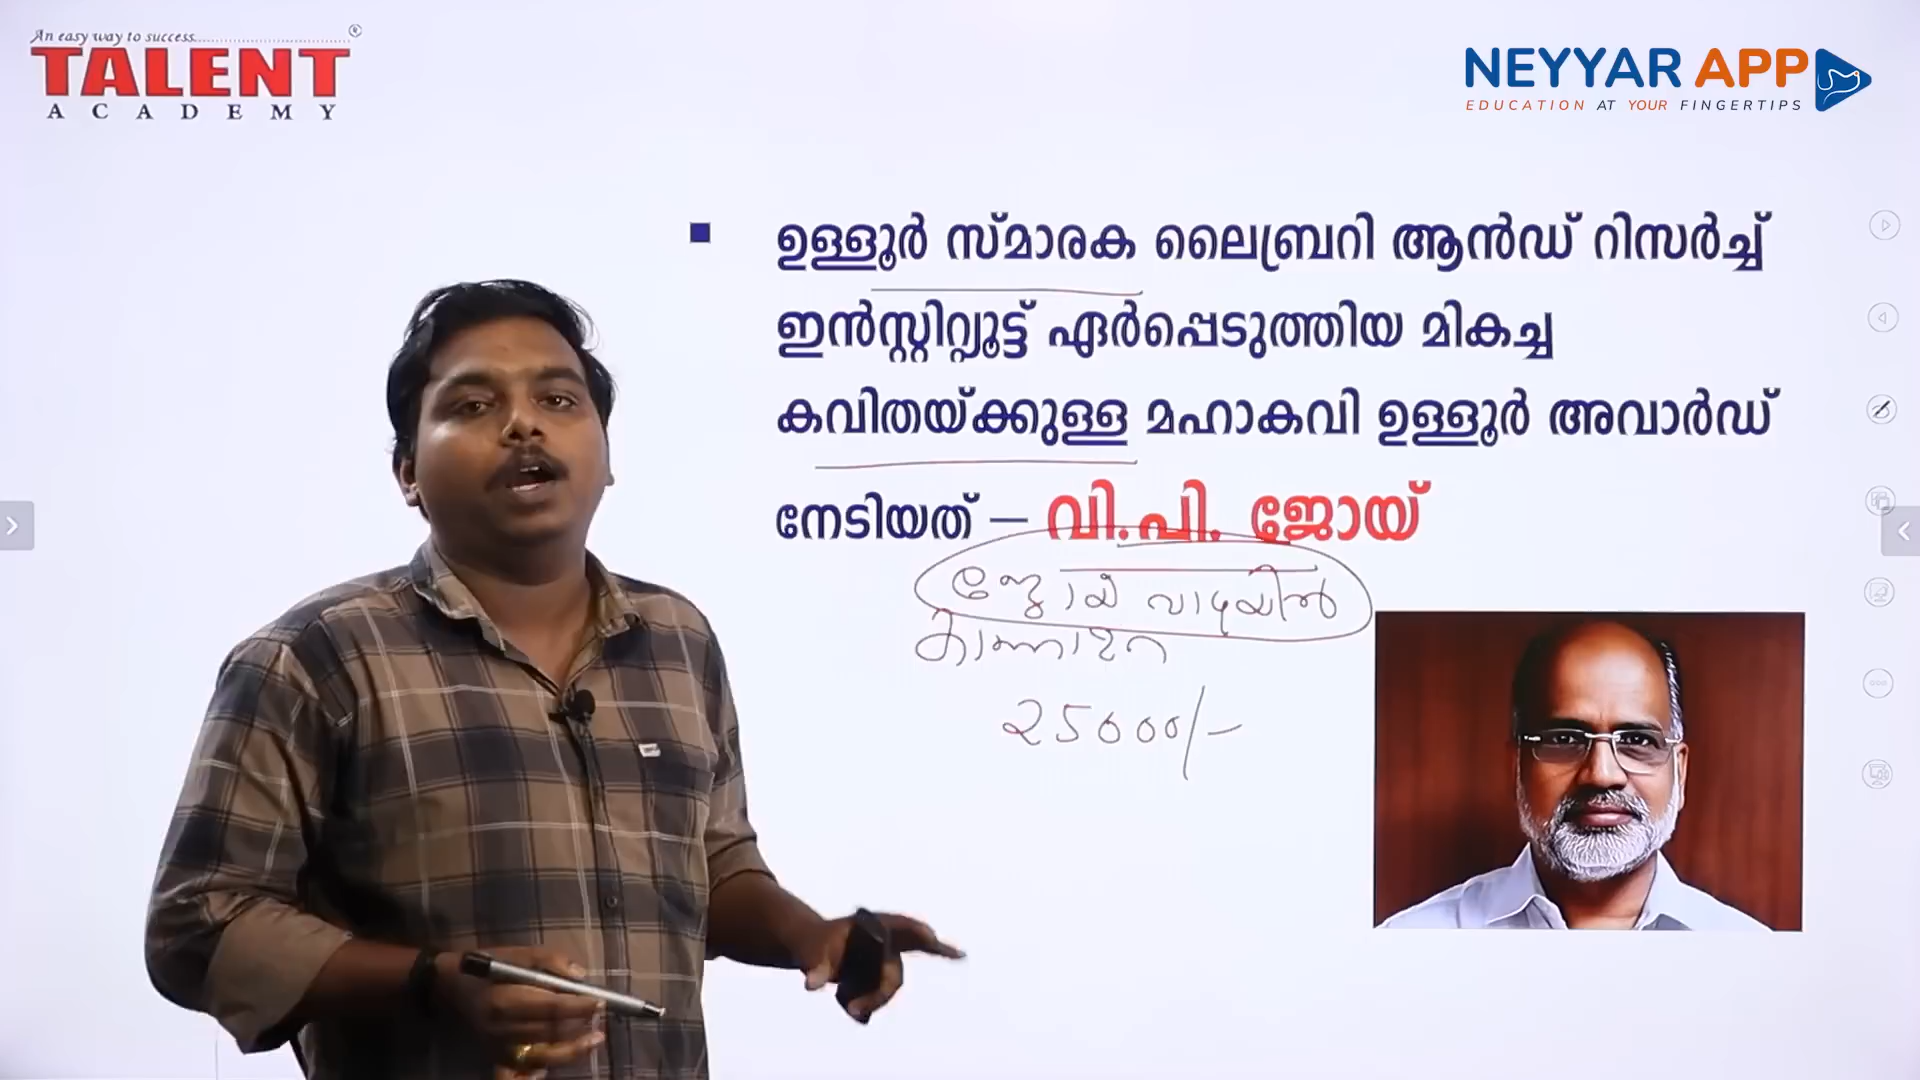 An easy way to success
TALENT
ACADEMY
NEYYAR APP
EDUCATION AT YOUR FINGERTIPS
ഉള്ളൂർ സ്മാരക ലൈബ്രറി ആൻഡ് റിസർച്ച്
ഇൻസ്റ്റിറ്റ്യൂട്ട് ഏർപ്പെടുത്തിയ മികച്ച
കവിതയ്ക്കുള്ള മഹാകവി ഉള്ളൂർ അവാർഡ്
നേടിയത് – വി.പി. ജോയ്
ജോയ് വാഴയിൽ
25000/-